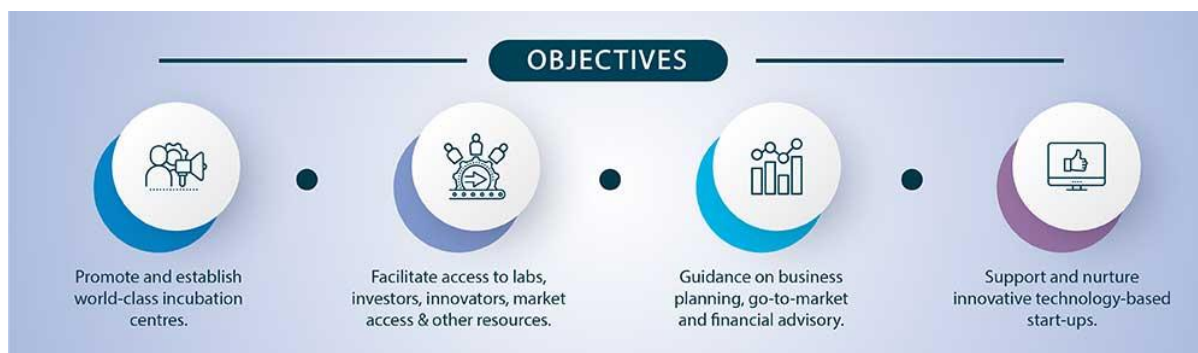 OBJECTIVES
Promote and establish
world-class incubation
centres.
Facilitate access to labs,
investors, innovators, market
access & other resources.
Guidance on business
planning, go-to-market
and financial advisory.
Support and nurture
innovative technology-based
start-ups.